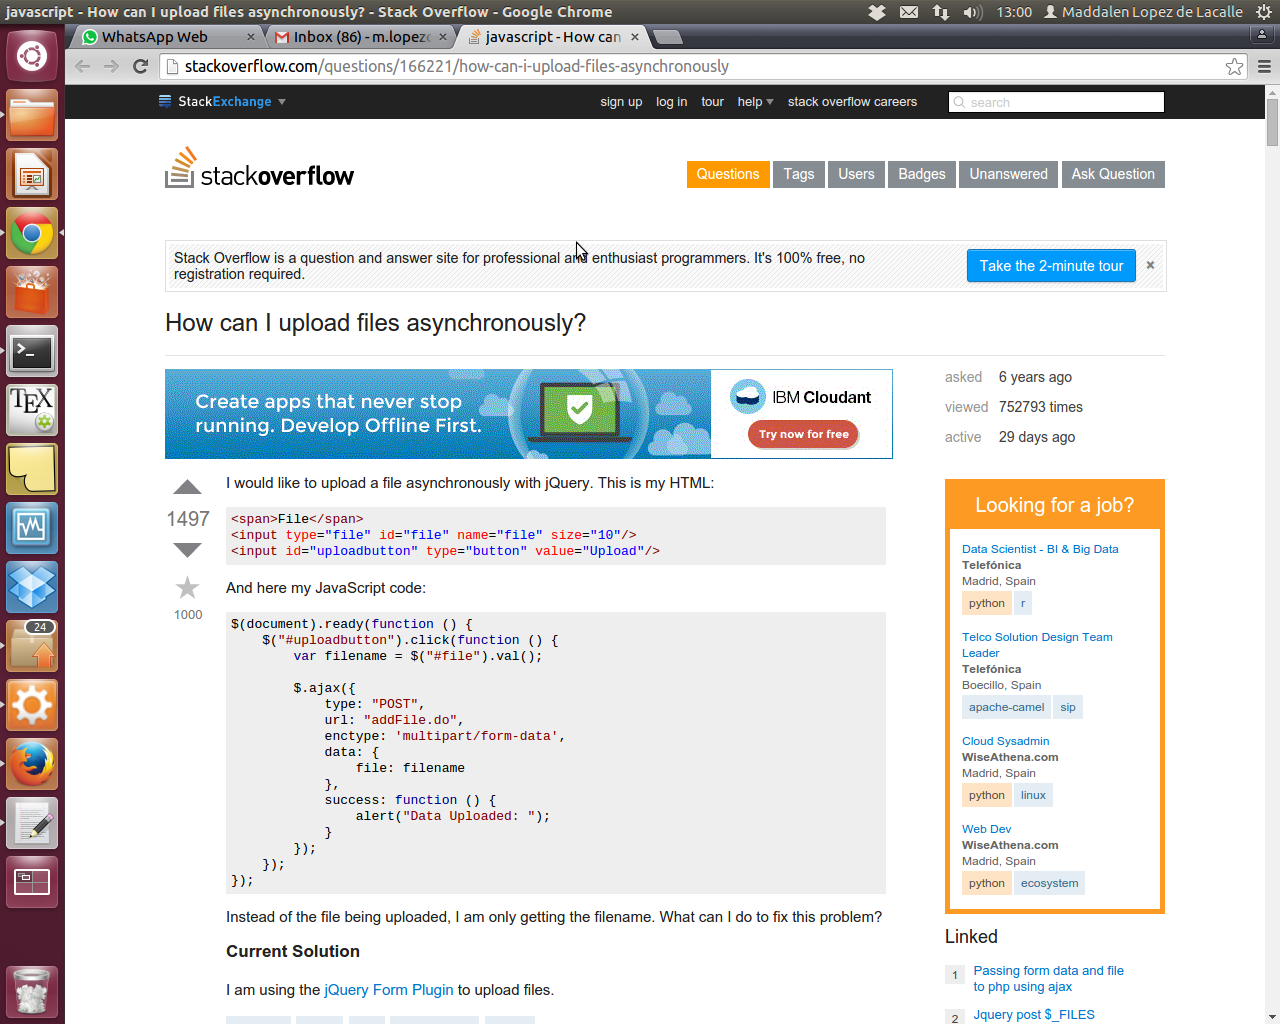 javascript - How can I upload files asynchronously? - Stack Overflow - Google Chrome
13:00 Maddalen Lopez de Lacalle
WhatsApp Web
Inbox (86) - m.lopez
javascript - How can
stackoverflow.com/questions/166221/how-can-i-upload-files-asynchronously
StackExchange
sign up log in tour help stack overflow careers
search
stackoverflow
Questions Tags Users Badges Unanswered Ask Question
Stack Overflow is a question and answer site for professional and enthusiast programmers. It's 100% free, no
registration required.
Take the 2-minute tour ×
How can I upload files asynchronously?
Create apps that never stop
running. Develop Offline First.
IBM Cloudant
Try now for free
asked 6 years ago
viewed 752793 times
active 29 days ago
1497
1000
I would like to upload a file asynchronously with jQuery. This is my HTML:
<span>File</span>
<input type="file" id="file" name="file" size="10"/>
<input id="uploadbutton" type="button" value="Upload"/>
And here my JavaScript code:
$(document).ready(function () {
    $("#uploadbutton").click(function () {
        var filename = $("#file").val();
        $.ajax({
            type: "POST",
            url: "addFile.do",
            enctype: 'multipart/form-data',
            data: {
                file: filename
            },
            success: function () {
                alert("Data Uploaded: ");
            }
        });
    });
});
Instead of the file being uploaded, I am only getting the filename. What can I do to fix this problem?
Current Solution
I am using the jQuery Form Plugin to upload files.
Looking for a job?
Data Scientist - BI & Big Data
Telefónica
Madrid, Spain
python r
Telco Solution Design Team
Leader
Telefónica
Boecillo, Spain
apache-camel sip
Cloud Sysadmin
WiseAthena.com
Madrid, Spain
python linux
Web Dev
WiseAthena.com
Madrid, Spain
python ecosystem
Linked
1 Passing form data and file
to php using ajax
2 Jquery post $_FILES
TEX
24